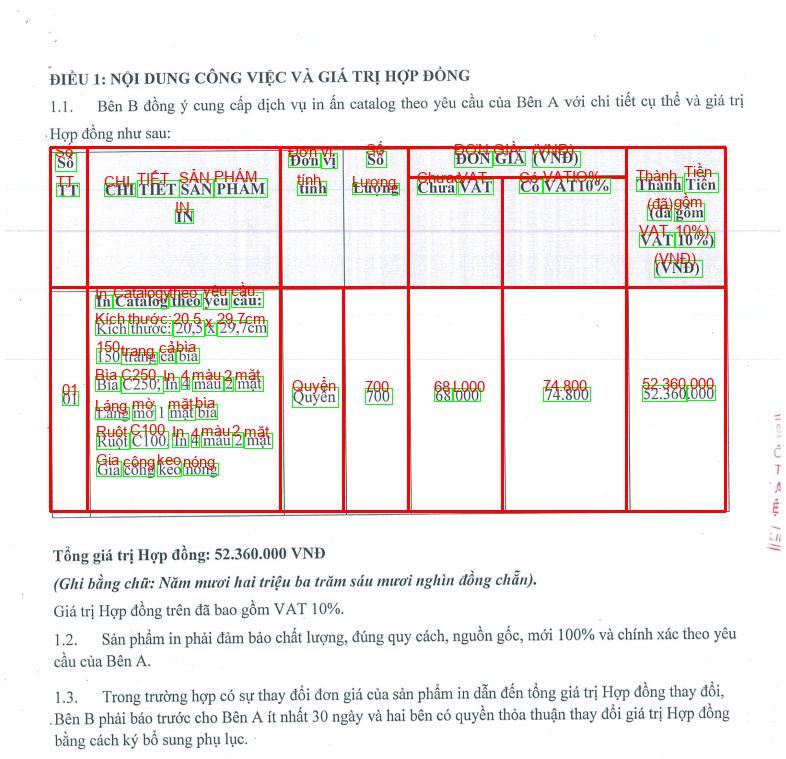 ĐIỀU 1: NỘI DUNG CÔNG VIỆC VÀ GIÁ TRỊ HỢP ĐỒNG
1.1. Bên B đồng ý cung cấp dịch vụ in ấn catalog theo yêu cầu của Bên A với chi tiết cụ thể và giá trị
Hợp đồng như sau:
Số TT
CHI TIẾT SẢN PHẨM IN
Đơn vị tính
Số Lượng
ĐƠN GIÁ (VNĐ)
Chưa VAT
Có VAT10%
Thành Tiền (đã gồm VAT 10%) (VNĐ)
01
In Catalog theo yêu cầu:
Kích thước: 20,5 x 29,7cm
150 trang cả bìa
Bìa C250, In 4 màu 2 mặt
Láng mờ 1 mặt bìa
Ruột C100, In 4 màu 2 mặt
Gia công keo nóng
Quyển
700
68.000
74.800
52.360.000
Tổng giá trị Hợp đồng: 52.360.000 VNĐ
(Ghi bằng chữ: Năm mươi hai triệu ba trăm sáu mươi nghìn đồng chẵn).
Giá trị Hợp đồng trên đã bao gồm VAT 10%.
1.2. Sản phẩm in phải đảm bảo chất lượng, đúng quy cách, nguồn gốc, mới 100% và chính xác theo yêu
cầu của Bên A.
1.3. Trong trường hợp có sự thay đổi đơn giá của sản phẩm in dẫn đến tổng giá trị Hợp đồng thay đổi,
Bên B phải báo trước cho Bên A ít nhất 30 ngày và hai bên có quyền thỏa thuận thay đổi giá trị Hợp đồng
bằng cách ký bổ sung phụ lục.